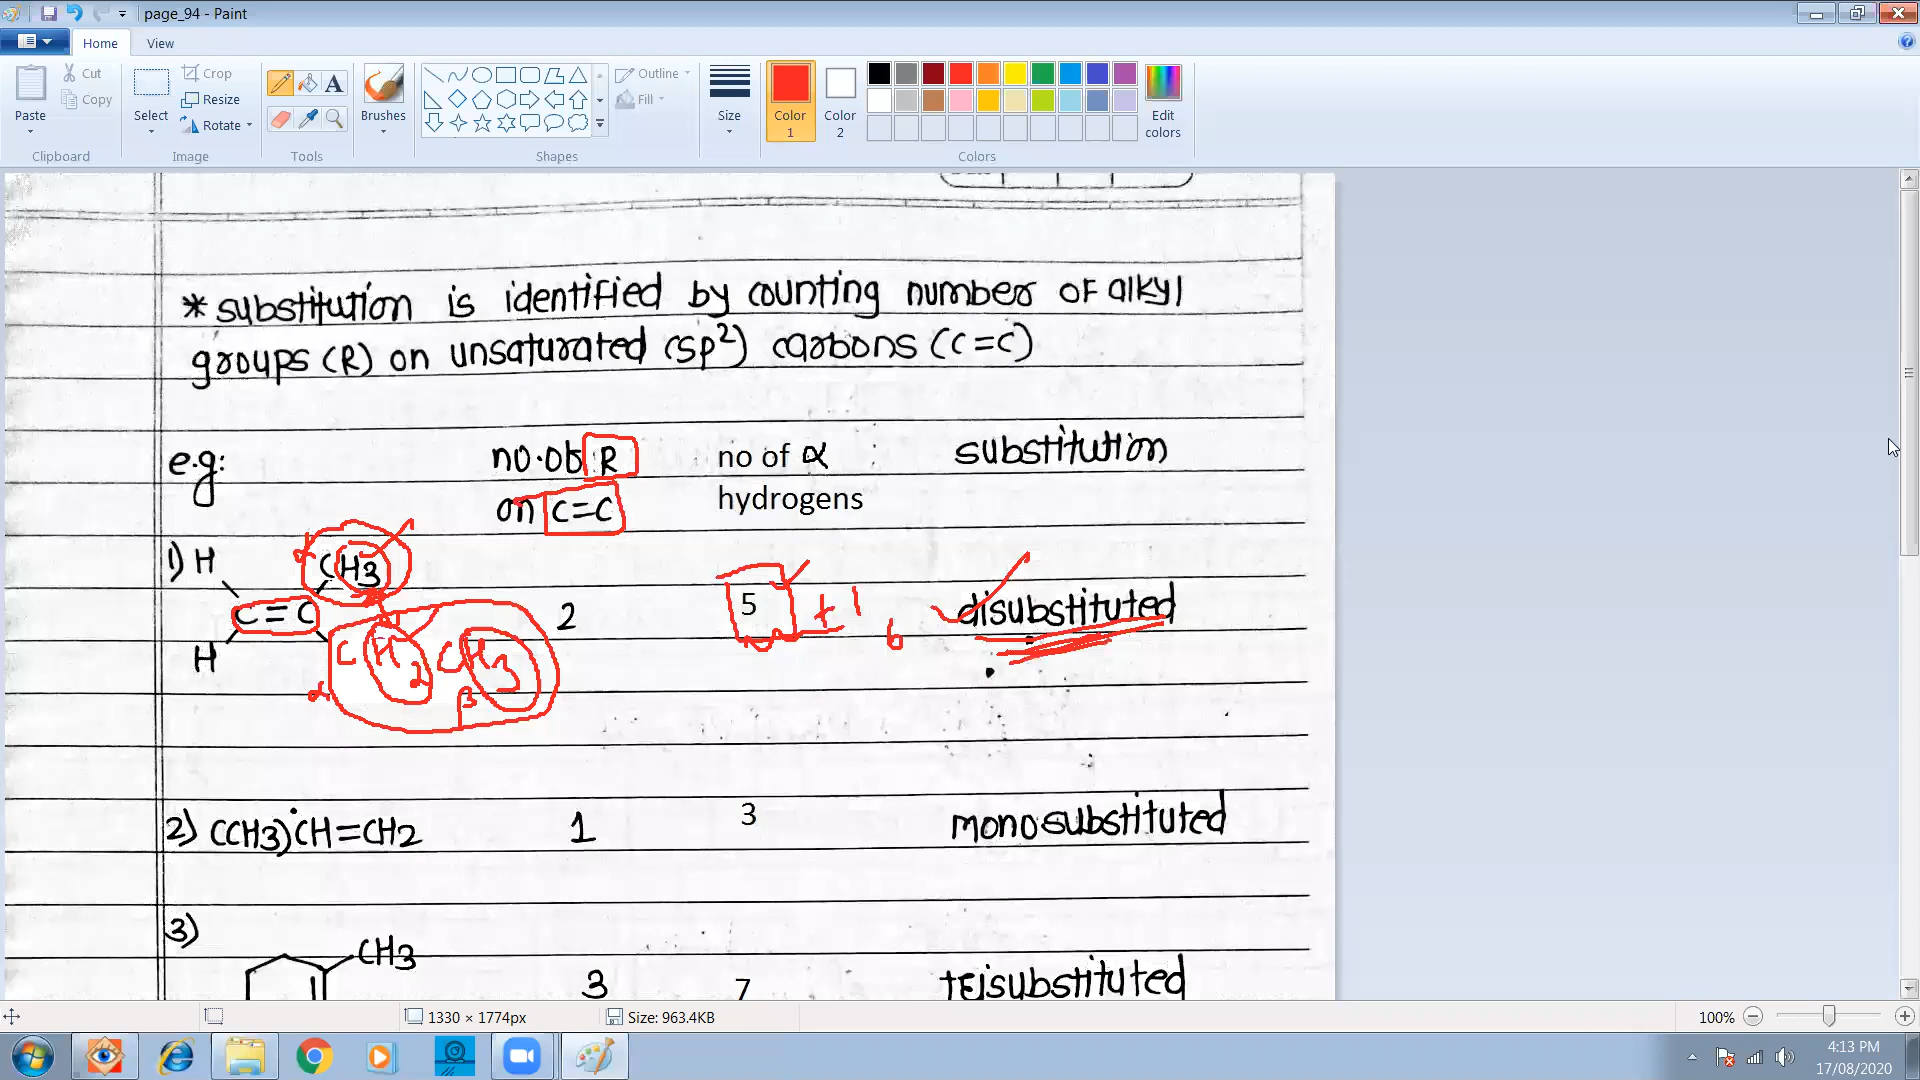 page_94 - Paint
Home View
Paste
Cut
Copy
Clipboard
Select
Crop
Resize
Rotate
Image
A
Tools
Brushes
Outline
Fill
Shapes
Size
Color 1
Color 2
Edit colors
Colors
* substitution is identified by counting number of alkyl
groups (R) on unsaturated (sp²) carbons (C=C)
e.g: no.ob R no of α substitution
on C=C hydrogens
1) H CH3 α
C=C 2 5 +1 6 disubstituted
H CH2 CH3
α β
2) (CH3)CH=CH2 1 3 monosubstituted
3)
CH3
3 7 trisubstituted
1330 × 1774px Size: 963.4KB 100%
4:13 PM
17/08/2020